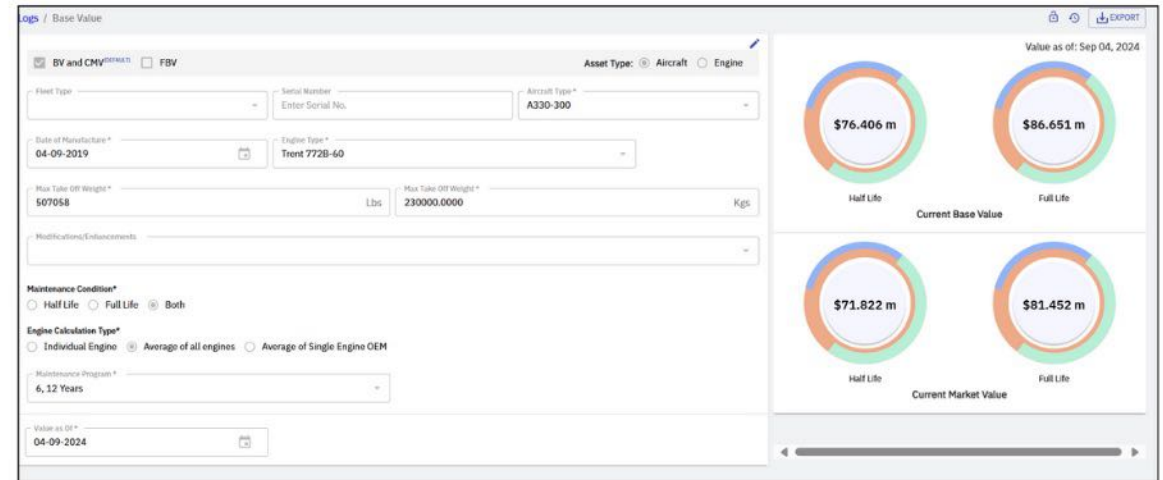 Logs / Base Value
EXPORT
BV and CMV(DEFAULT) FBV
Asset Type: Aircraft Engine
Fleet Type
Serial Number
Enter Serial No.
Aircraft Type *
A330-300
Date of Manufacture *
04-09-2019
Engine Type *
Trent 772B-60
Max Take Off Weight *
507058 Lbs
Max Take Off Weight *
230000.0000 Kgs
Modifications/Enhancements
Maintenance Condition*
Half Life Full Life Both
Engine Calculation Type*
Individual Engine Average of all engines Average of Single Engine OEM
Maintenance Program *
6, 12 Years
Value as Of *
04-09-2024
Value as of: Sep 04, 2024
$76.406 m
$86.651 m
Half Life
Full Life
Current Base Value
$71.822 m
$81.452 m
Half Life
Full Life
Current Market Value